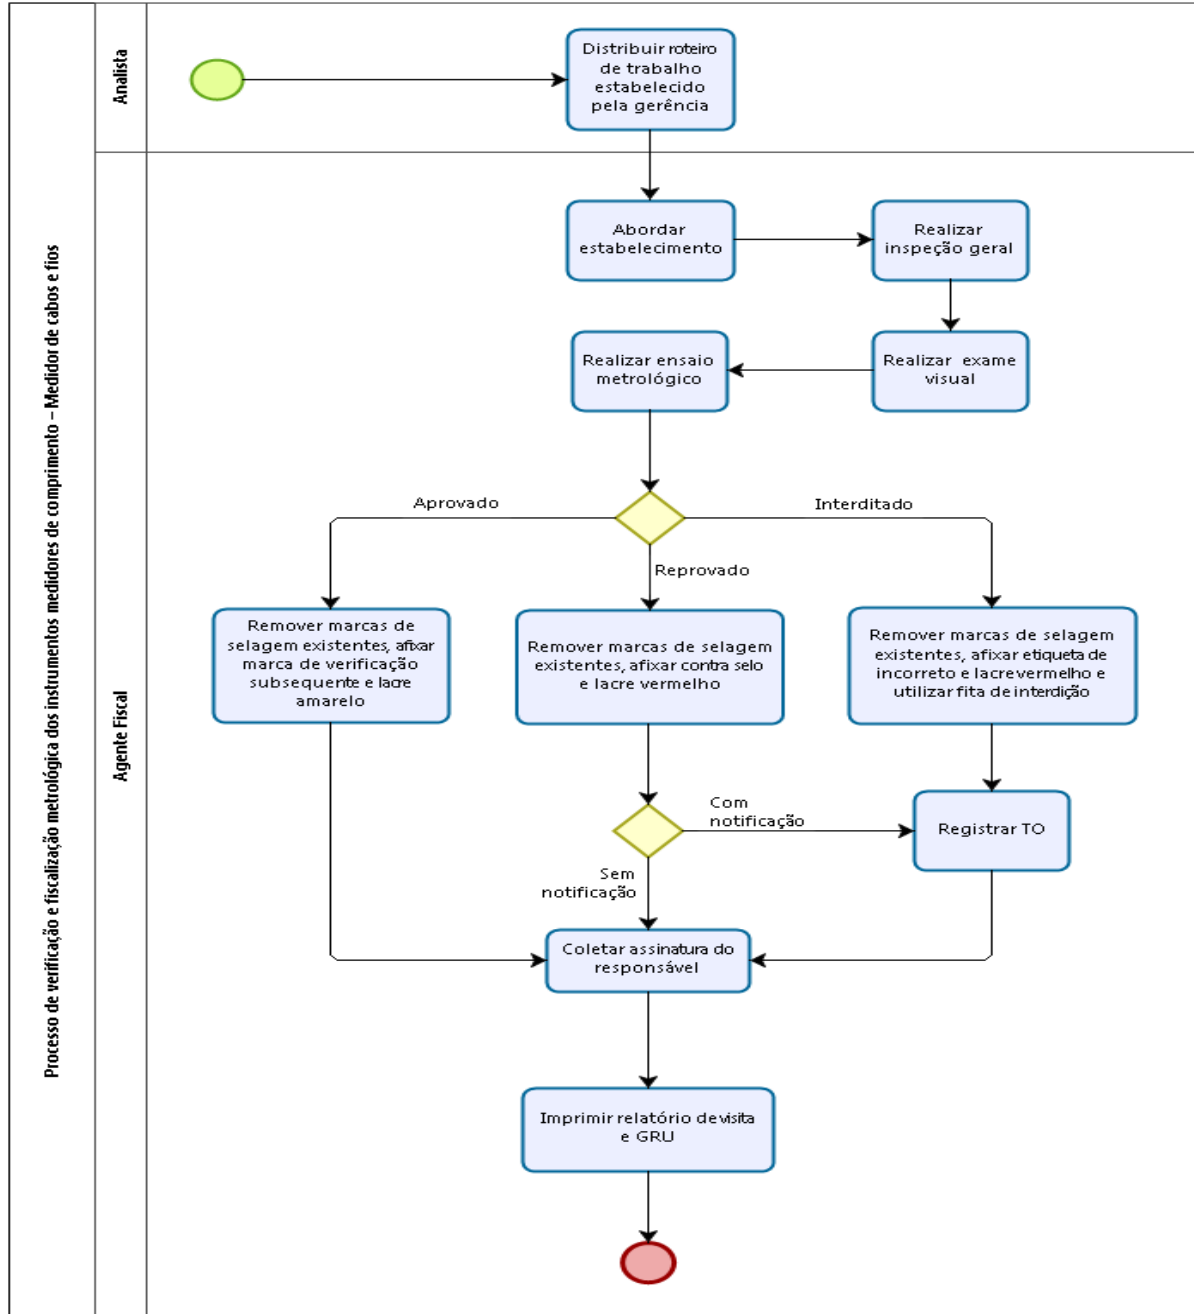 Processo de verificação e fiscalização metrológica dos instrumentos medidores de comprimento – Medidor de cabos e fios
Analista
Distribuir roteiro
de trabalho
estabelecido
pela gerência
Agente Fiscal
Abordar
estabelecimento
Realizar
inspeção geral
Realizar ensaio
metrológico
Realizar exame
visual
Aprovado
Interditado
Reprovado
Remover marcas de
selagem existentes, afixar
marca de verificação
subsequente e lacre
amarelo
Remover marcas de selagem
existentes, afixar contra selo
e lacre vermelho
Remover marcas de selagem
existentes, afixar etiqueta de
incorreto e lacre vermelho e
utilizar fita de interdição
Com
notificação
Registrar TO
Sem
notificação
Coletar assinatura do
responsável
Imprimir relatório de visita
e GRU